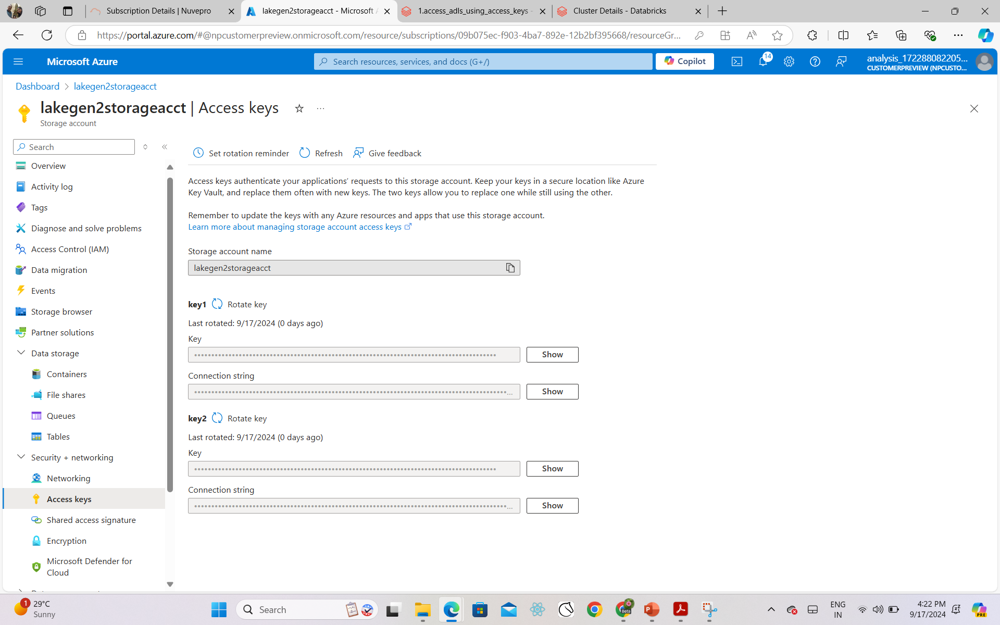 Subscription Details | Nuvepro
lakegen2storageacct - Microsoft A
1.access_adls_using_access_keys -
Cluster Details - Databricks
https://portal.azure.com/#@npcustomerpreview.onmicrosoft.com/resource/subscriptions/09b075ec-f903-4ba7-892e-12b2bf395668/resourceGr...
Microsoft Azure
Search resources, services, and docs (G+/)
Copilot
14
analysis_172288082205...
CUSTOMERPREVIEW (NPCUSTO...
Dashboard > lakegen2storageacct
lakegen2storageacct | Access keys
Storage account
Search
Overview
Activity log
Tags
Diagnose and solve problems
Access Control (IAM)
Data migration
Events
Storage browser
Partner solutions
Data storage
Containers
File shares
Queues
Tables
Security + networking
Networking
Access keys
Shared access signature
Encryption
Microsoft Defender for
Cloud
Set rotation reminder
Refresh
Give feedback
Access keys authenticate your applications’ requests to this storage account. Keep your keys in a secure location like Azure
Key Vault, and replace them often with new keys. The two keys allow you to replace one while still using the other.
Remember to update the keys with any Azure resources and apps that use this storage account.
Learn more about managing storage account access keys
Storage account name
lakegen2storageacct
key1 Rotate key
Last rotated: 9/17/2024 (0 days ago)
Key
Show
Connection string
Show
key2 Rotate key
Last rotated: 9/17/2024 (0 days ago)
Key
Show
Connection string
Show
1
29°C
Sunny
Search
Beta
ENG
IN
4:22 PM
9/17/2024
PRE